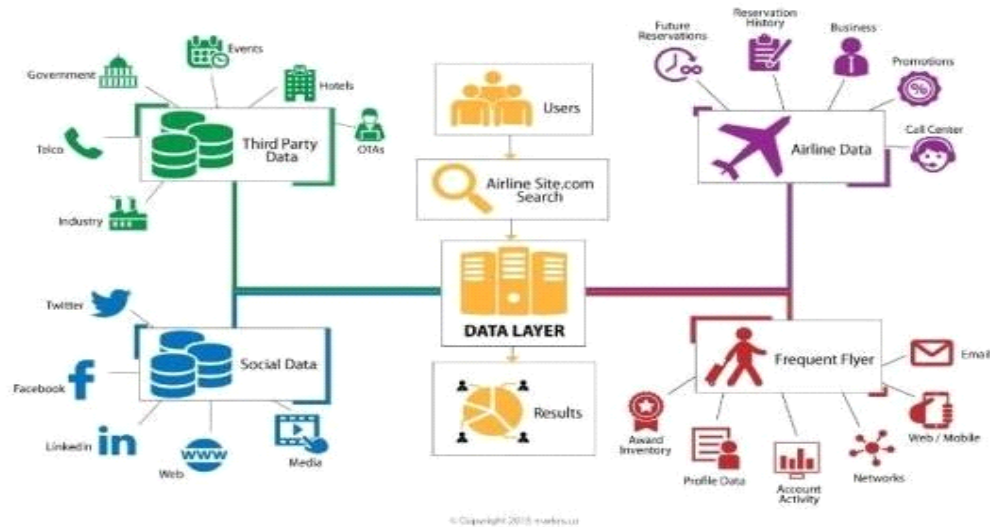 Government
Events
Hotels
Telco
Third Party
Data
OTAs
Industry
Users
Airline Site.com
Search
DATA LAYER
Results
Future
Reservations
Reservation
History
Business
Promotions
Airline Data
Call Center
Twitter
Social Data
Facebook
Linkedin
Web
www
Media
Frequent Flyer
Email
Award
Inventory
Profile Data
Account
Activity
Networks
Web / Mobile
© Copyright